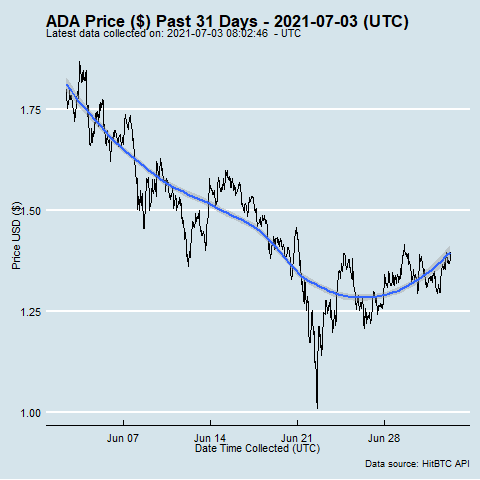 ADA Price ($) Past 31 Days - 2021-07-03 (UTC)
Latest data collected on: 2021-07-03 08:02:46 - UTC
Price USD ($)
1.75
1.50
1.25
1.00
Jun 07 Jun 14 Jun 21 Jun 28
Date Time Collected (UTC)
Data source: HitBTC API